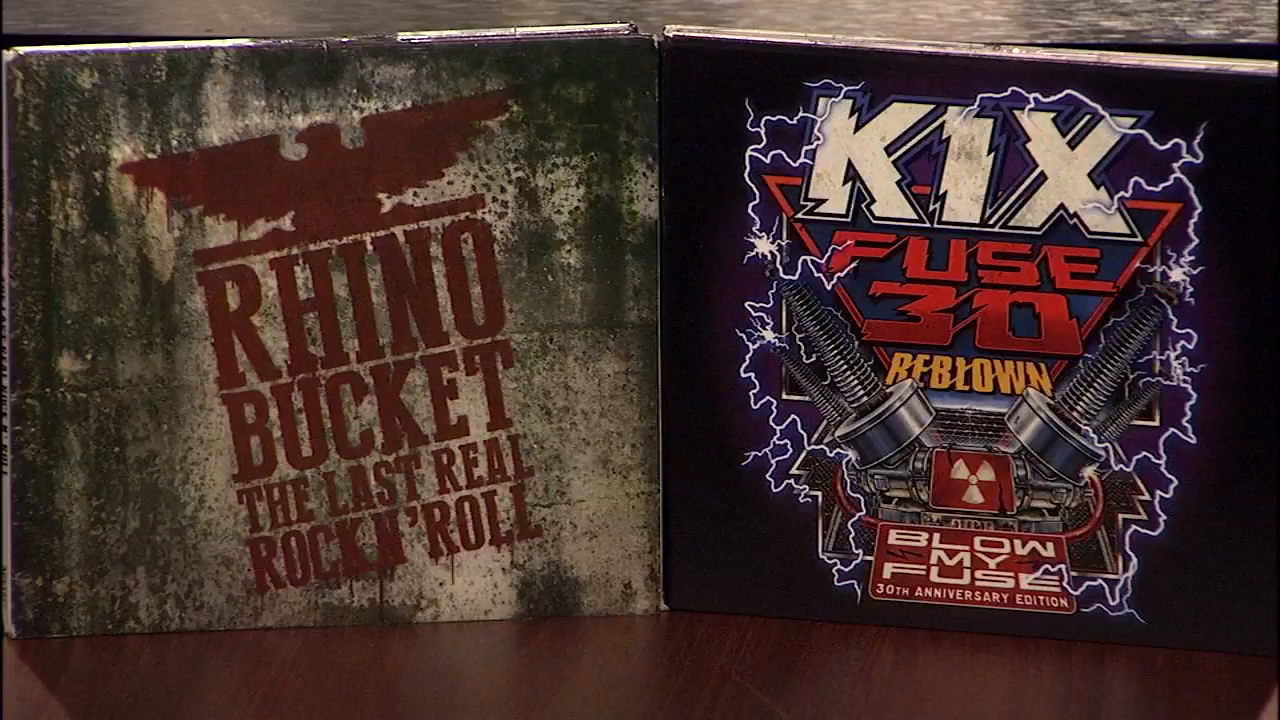 RHINO
BUCKET
THE LAST REAL
ROCK N' ROLL
KIX
FUSE
30
REBLOWN
BLOW
MY
FUSE
30TH ANNIVERSARY EDITION